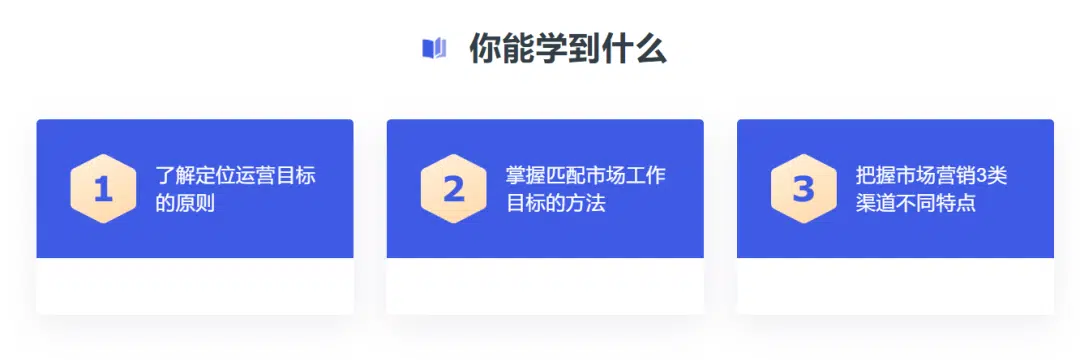 你能学到什么
1
了解定位运营目标
的原则
2
掌握匹配市场工作
目标的方法
3
把握市场营销3类
渠道不同特点